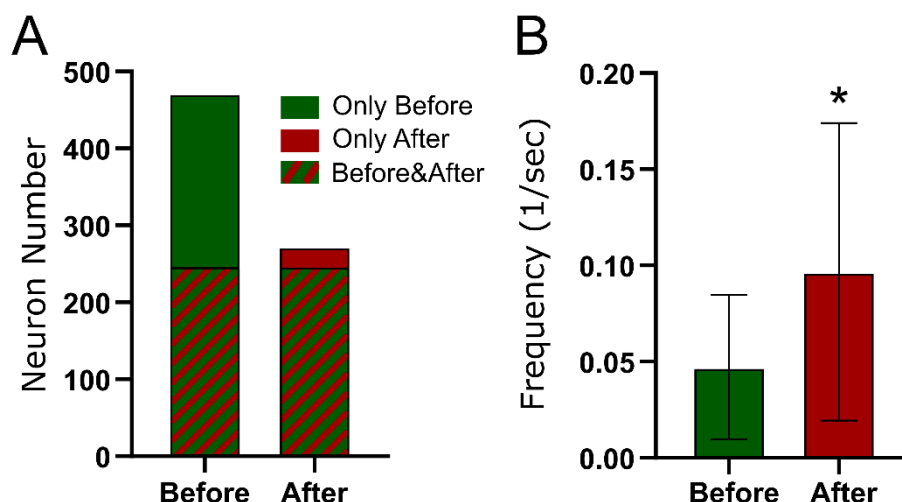 A
Neuron Number
500
400
300
200
100
0
Only Before
Only After
Before&After
Before After
B
Frequency (1/sec)
0.20
0.15
0.10
0.05
0.00
*
Before After